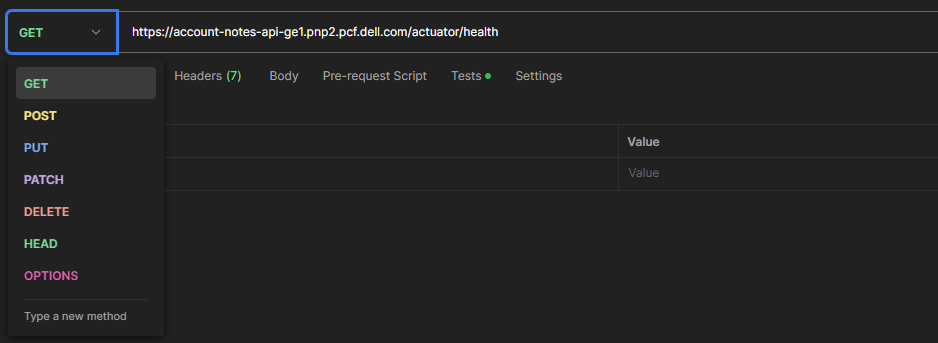 GET https://account-notes-api-ge1.pnp2.pcf.dell.com/actuator/health
Headers (7) Body Pre-request Script Tests Settings
GET
POST
PUT
PATCH
DELETE
HEAD
OPTIONS
Type a new method
Value
Value